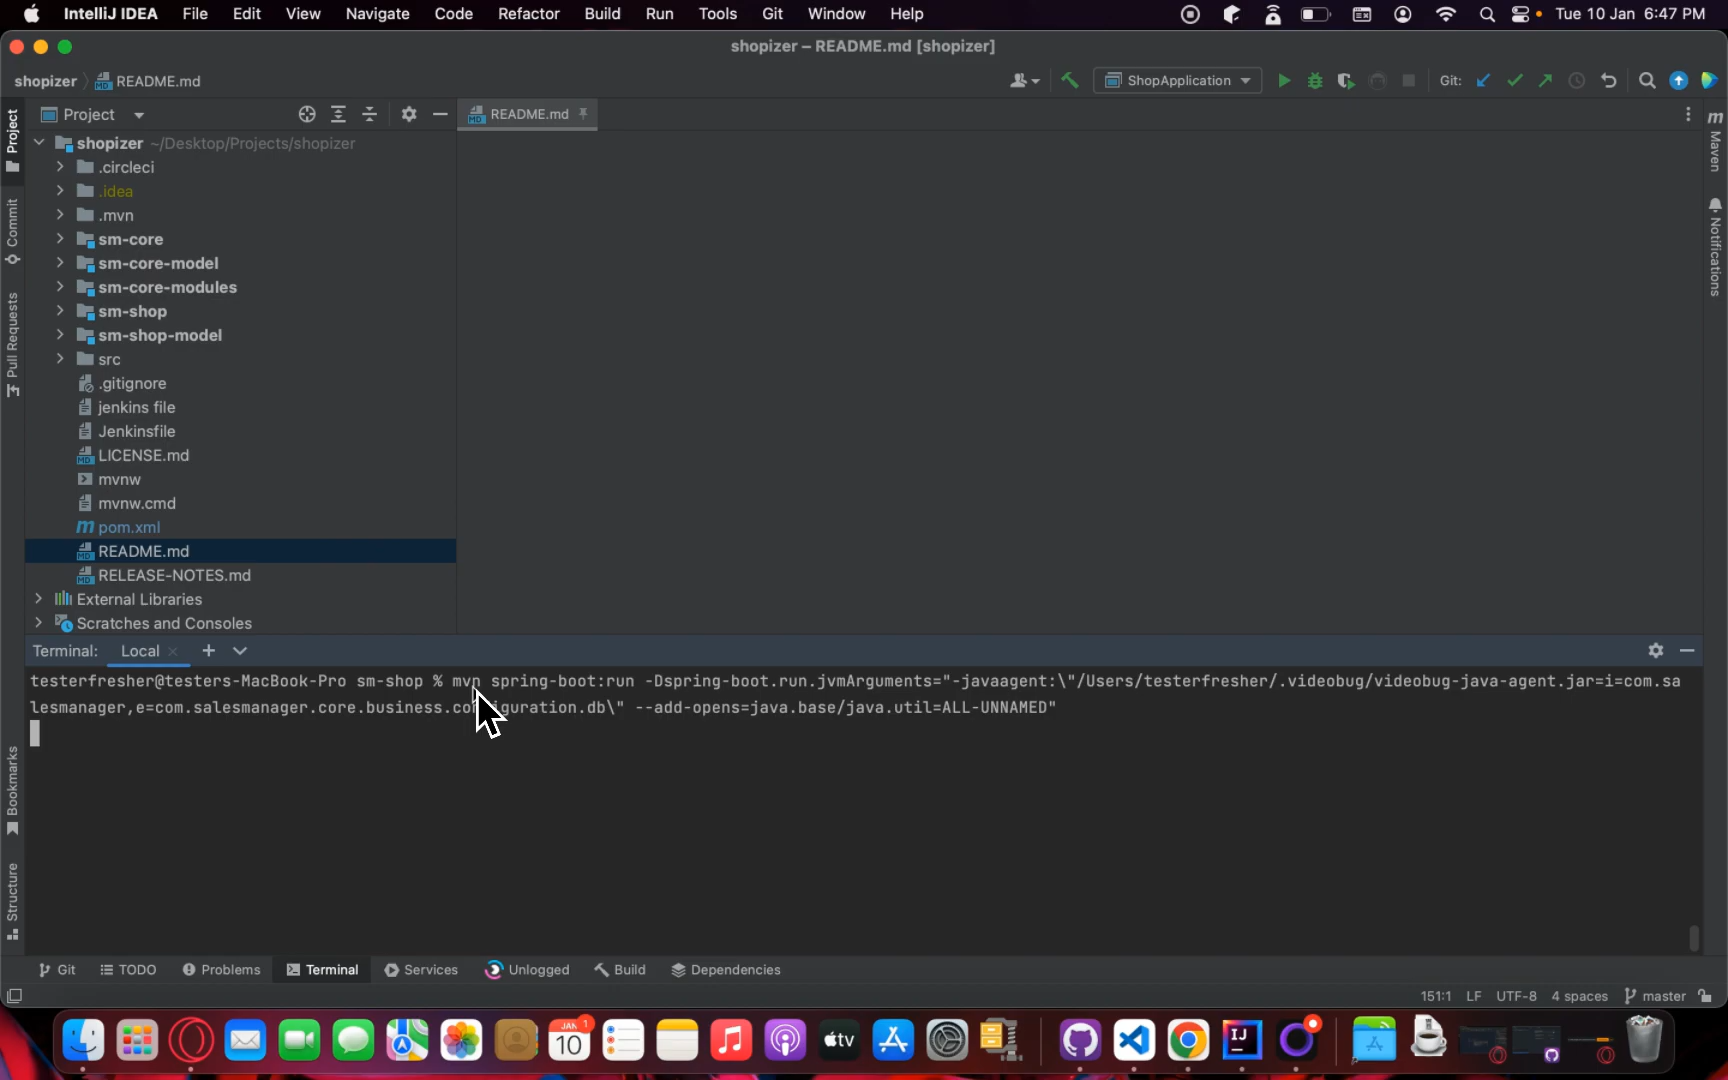 IntelliJ IDEA File Edit View Navigate Code Refactor Build Run Tools Git Window Help Tue 10 Jan 6:47 PM
shopizer – README.md [shopizer]
shopizer README.md ShopApplication Git:
Project README.md
shopizer ~/Desktop/Projects/shopizer
.circleci
.idea
.mvn
sm-core
sm-core-model
sm-core-modules
sm-shop
sm-shop-model
src
.gitignore
jenkins file
Jenkinsfile
LICENSE.md
mvnw
mvnw.cmd
pom.xml
README.md
RELEASE-NOTES.md
External Libraries
Scratches and Consoles
Project
Commit
Pull Requests
Bookmarks
Structure
Maven
Notifications
Terminal: Local
testerfresher@testers-MacBook-Pro sm-shop % mvn spring-boot:run -Dspring-boot.run.jvmArguments="-javaagent:\"/Users/testerfresher/.videobug/videobug-java-agent.jar=i=com.sa
lesmanager,e=com.salesmanager.core.business.configuration.db\" --add-opens=java.base/java.util=ALL-UNNAMED"
Git TODO Problems Terminal Services Unlogged Build Dependencies
151:1 LF UTF-8 4 spaces master
JAN 1
10
tv
IJ